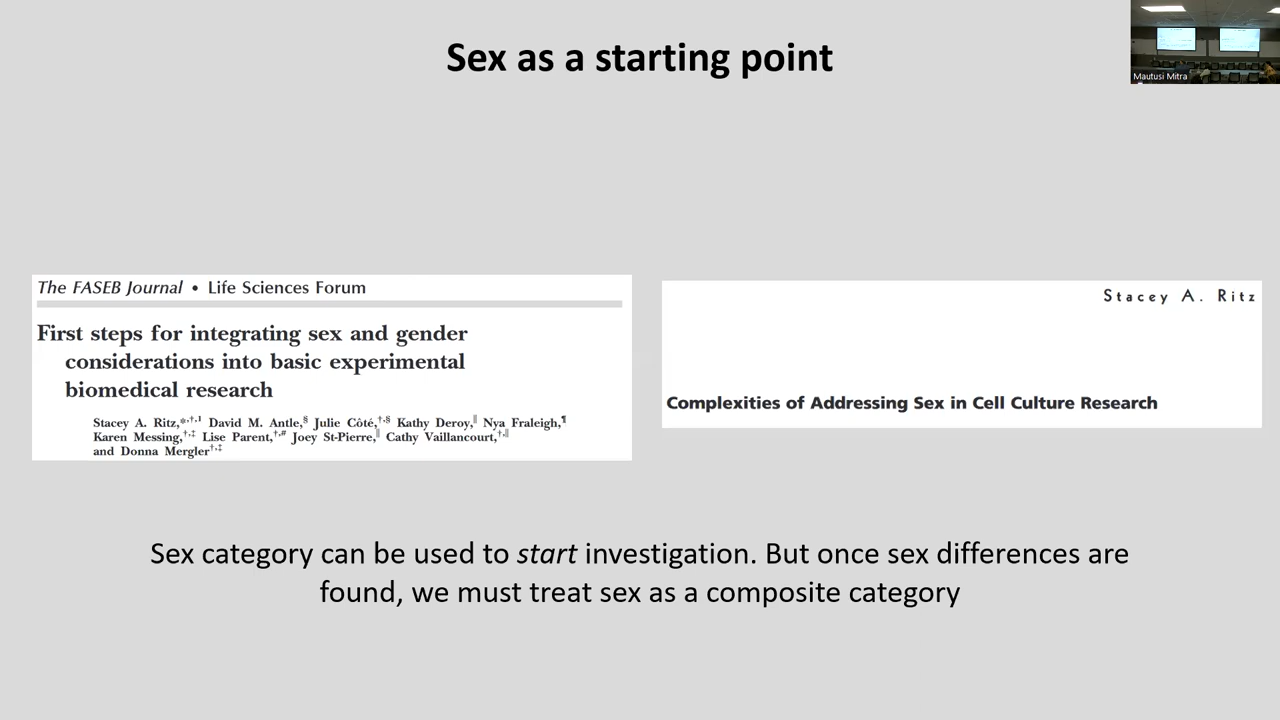 Sex as a starting point
Mautusi Mitra
The FASEB Journal • Life Sciences Forum
First steps for integrating sex and gender
considerations into basic experimental
biomedical research
Stacey A. Ritz,*,†,1 David M. Antle,§ Julie Côté,†,§ Kathy Deroy,∥ Nya Fraleigh,¶
Karen Messing,†,‡ Lise Parent,†,# Joey St-Pierre,∥ Cathy Vaillancourt,†,∥
and Donna Mergler†,‡
Stacey A. Ritz
Complexities of Addressing Sex in Cell Culture Research
Sex category can be used to start investigation. But once sex differences are
found, we must treat sex as a composite category